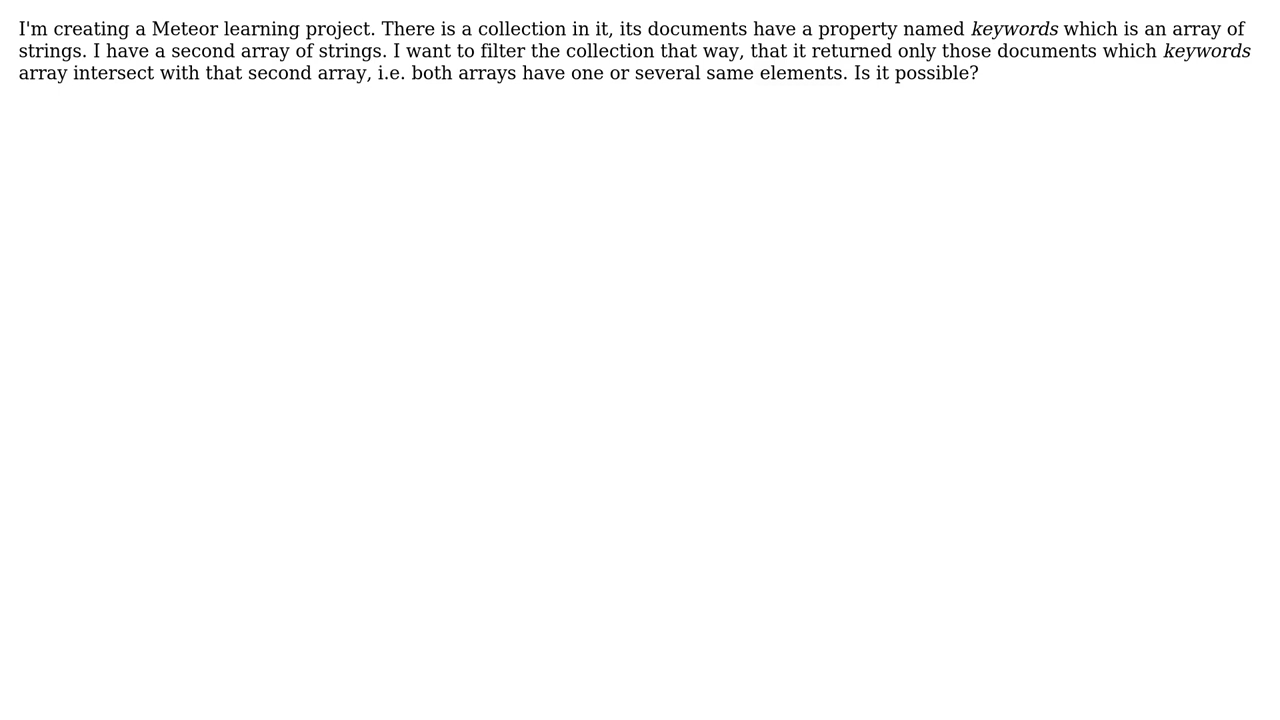 I'm creating a Meteor learning project. There is a collection in it, its documents have a property named keywords which is an array of
strings. I have a second array of strings. I want to filter the collection that way, that it returned only those documents which keywords
array intersect with that second array, i.e. both arrays have one or several same elements. Is it possible?